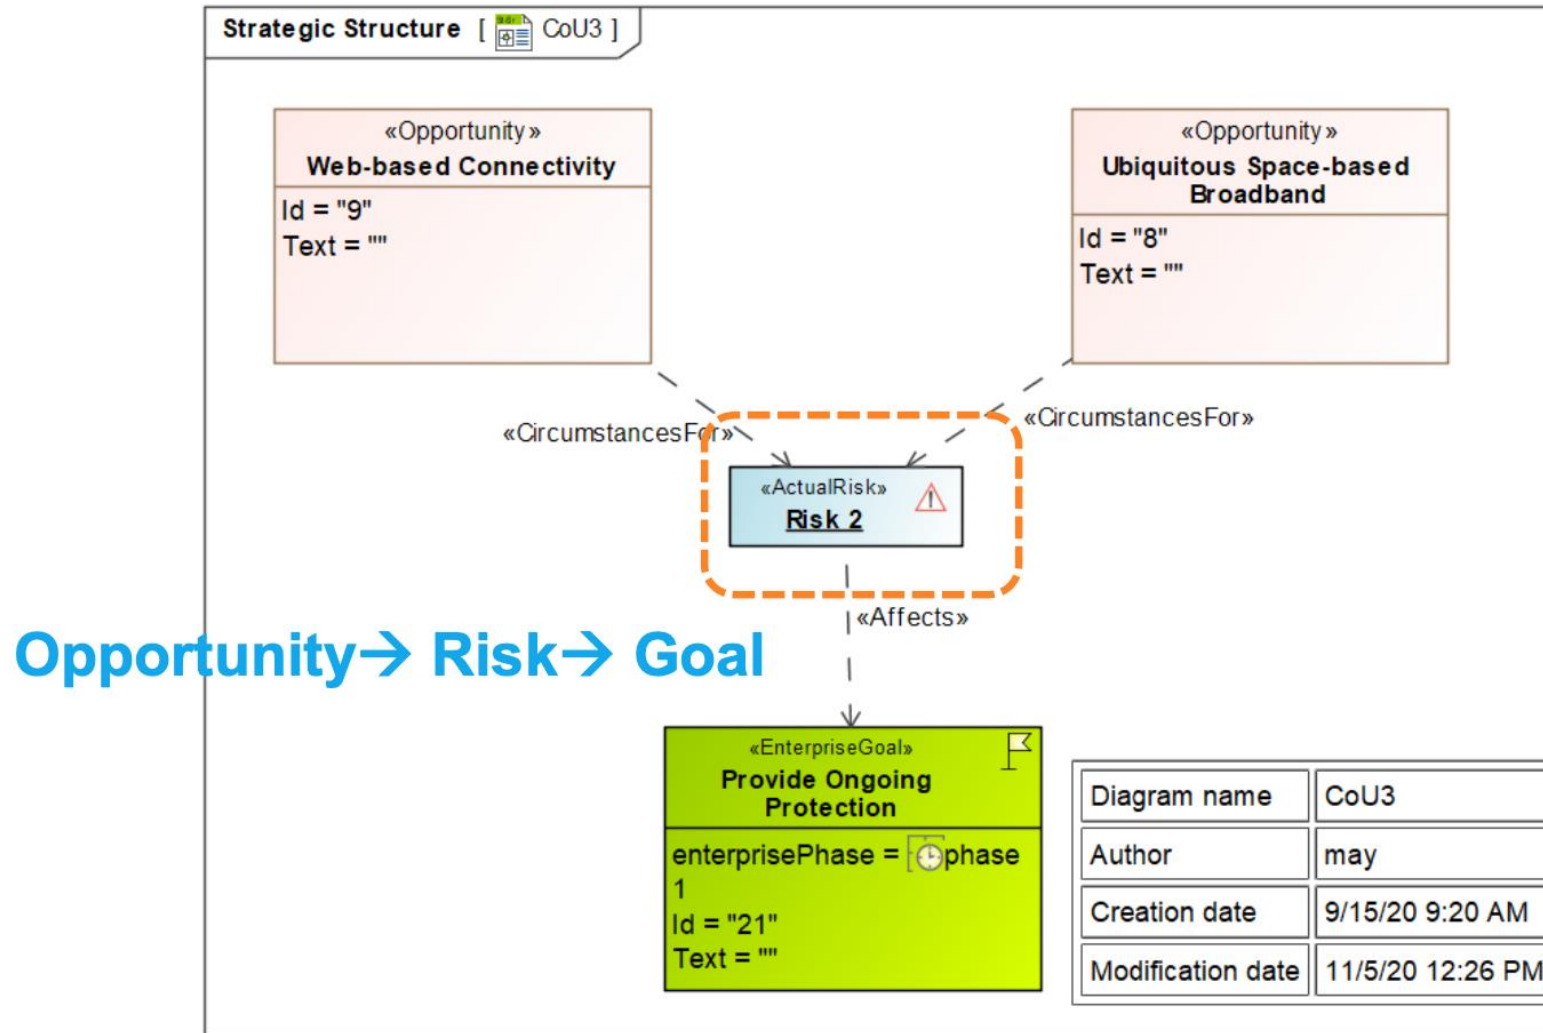 Strategic Structure [ CoU3 ]
«Opportunity»
Web-based Connectivity
Id = "9"
Text = ""
«Opportunity»
Ubiquitous Space-based
Broadband
Id = "8"
Text = ""
«CircumstancesFor»
«CircumstancesFor»
«ActualRisk»
Risk 2
«Affects»
Opportunity→ Risk→ Goal
«EnterpriseGoal»
Provide Ongoing
Protection
enterprisePhase = phase
1
Id = "21"
Text = ""
Diagram name CoU3
Author may
Creation date 9/15/20 9:20 AM
Modification date 11/5/20 12:26 PM